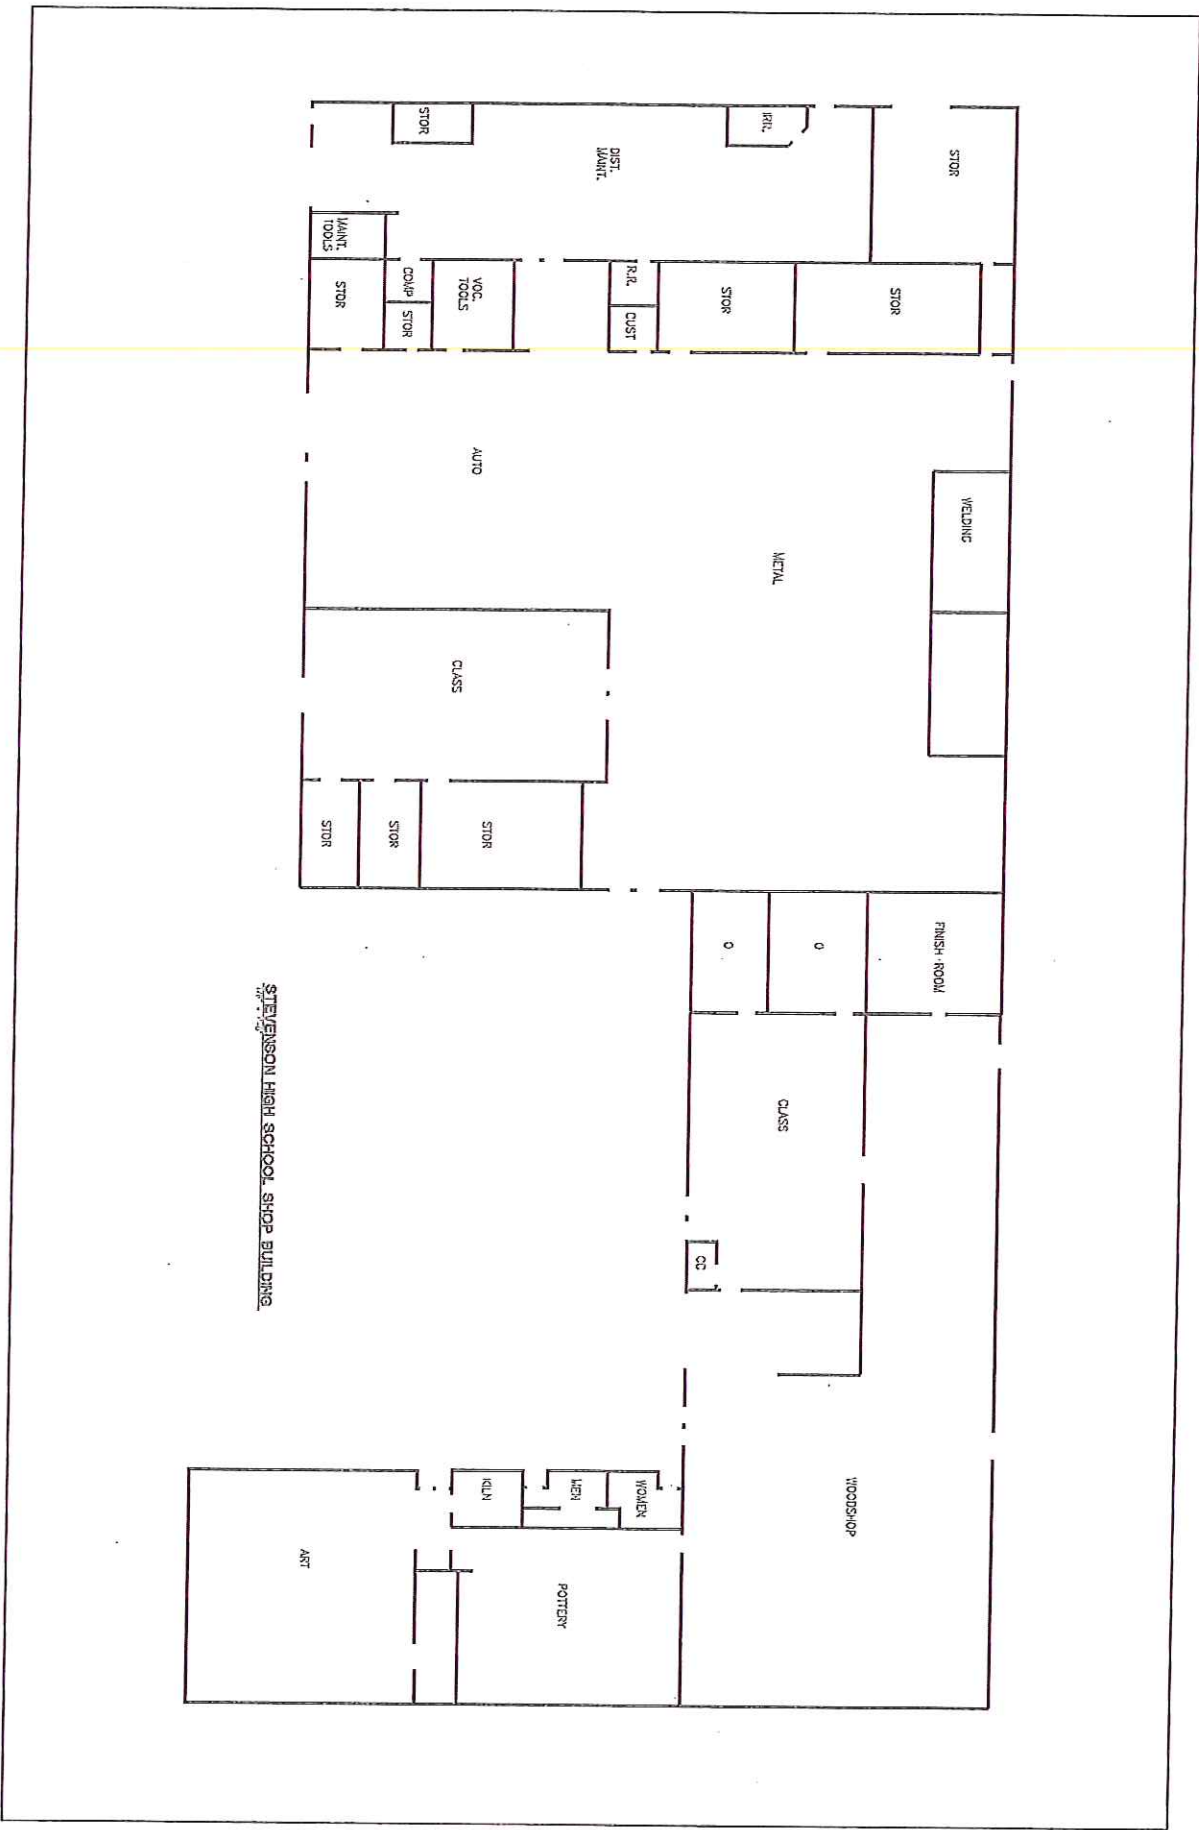 STOR
WELDING
FINISH ROOM
STOR
WOODSHOP
IRR.
METAL
O
CLASS
STOR
O
CC
DIST.
MAINT.
R.R.
CUST
WOMEN
MEN
POTTERY
VOC.
TOOLS
AUTO
CLASS
STOR
KILN
STOR
COMP
STOR
STOR
MAINT.
TOOLS
STOR
STOR
ART
STEVENSON HIGH SCHOOL SHOP BUILDING